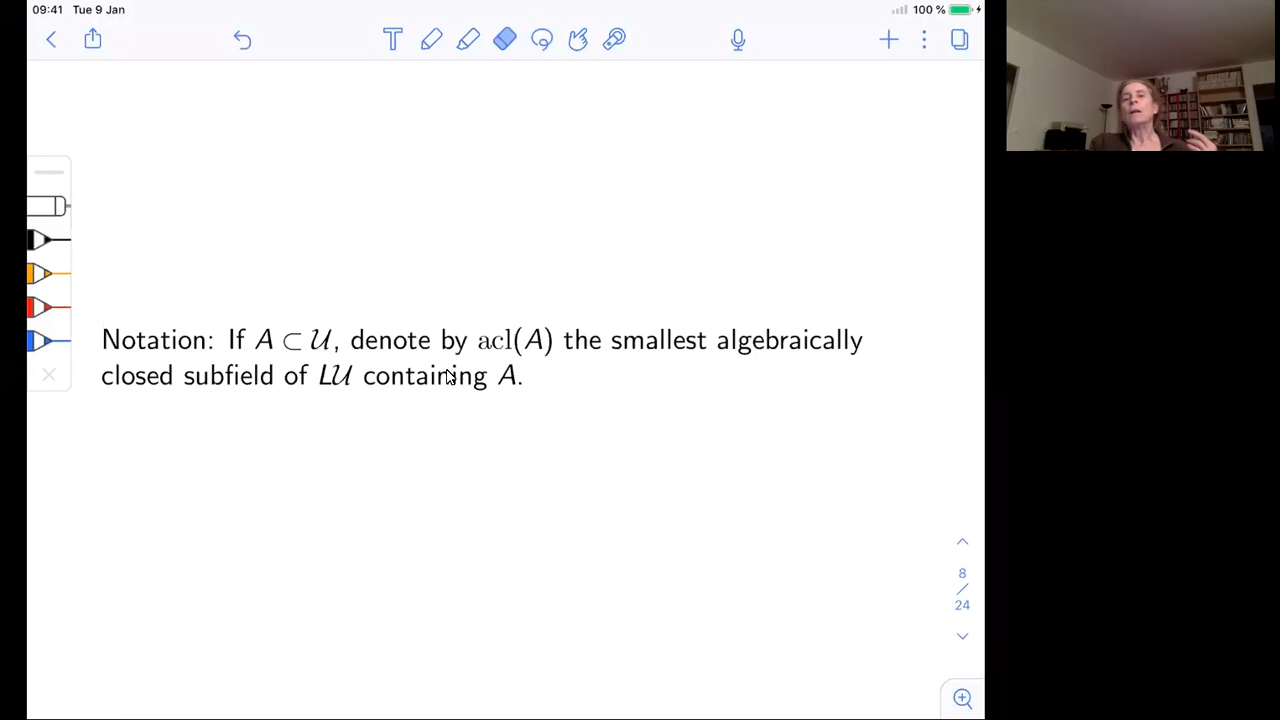 09:41 Tue 9 Jan
100 %
T
Notation: If A ⊂ 𝒰, denote by acl(A) the smallest algebraically
closed subfield of L𝒰 containing A.
8
/
24